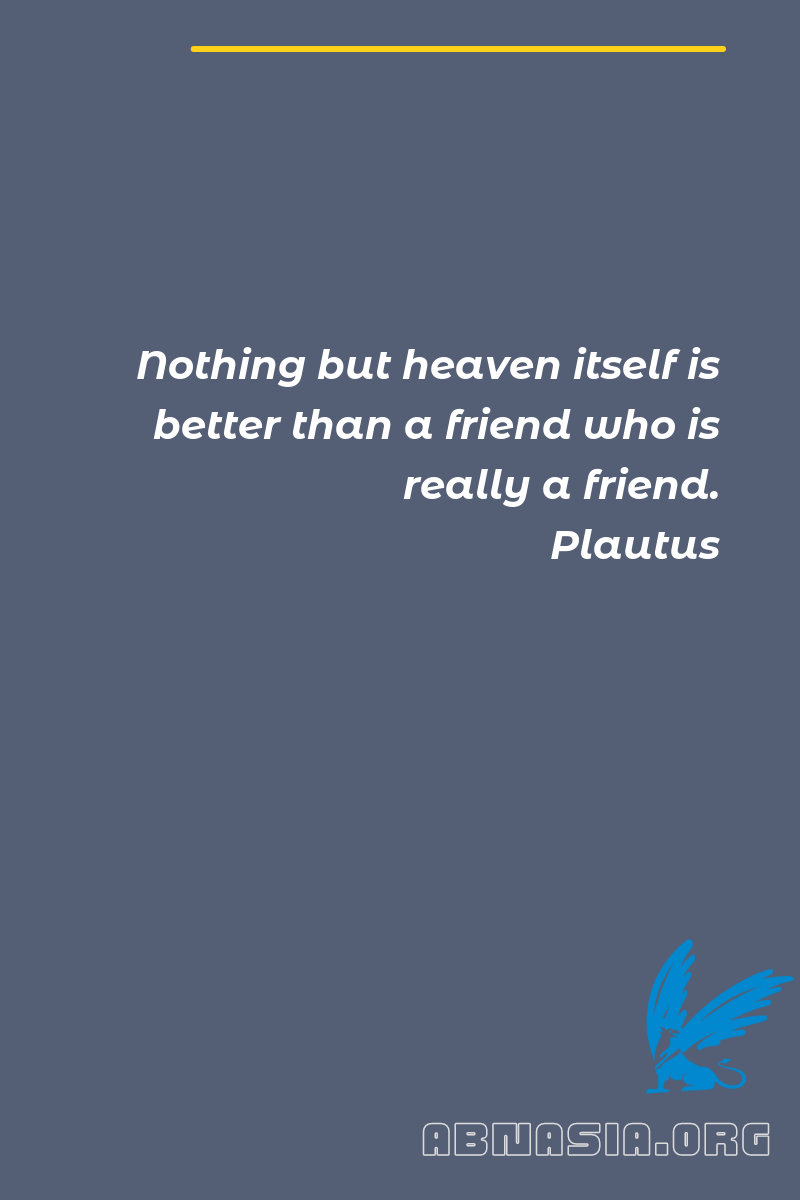 Nothing but heaven itself is
better than a friend who is
really a friend.
Plautus
ABNASIA.ORG